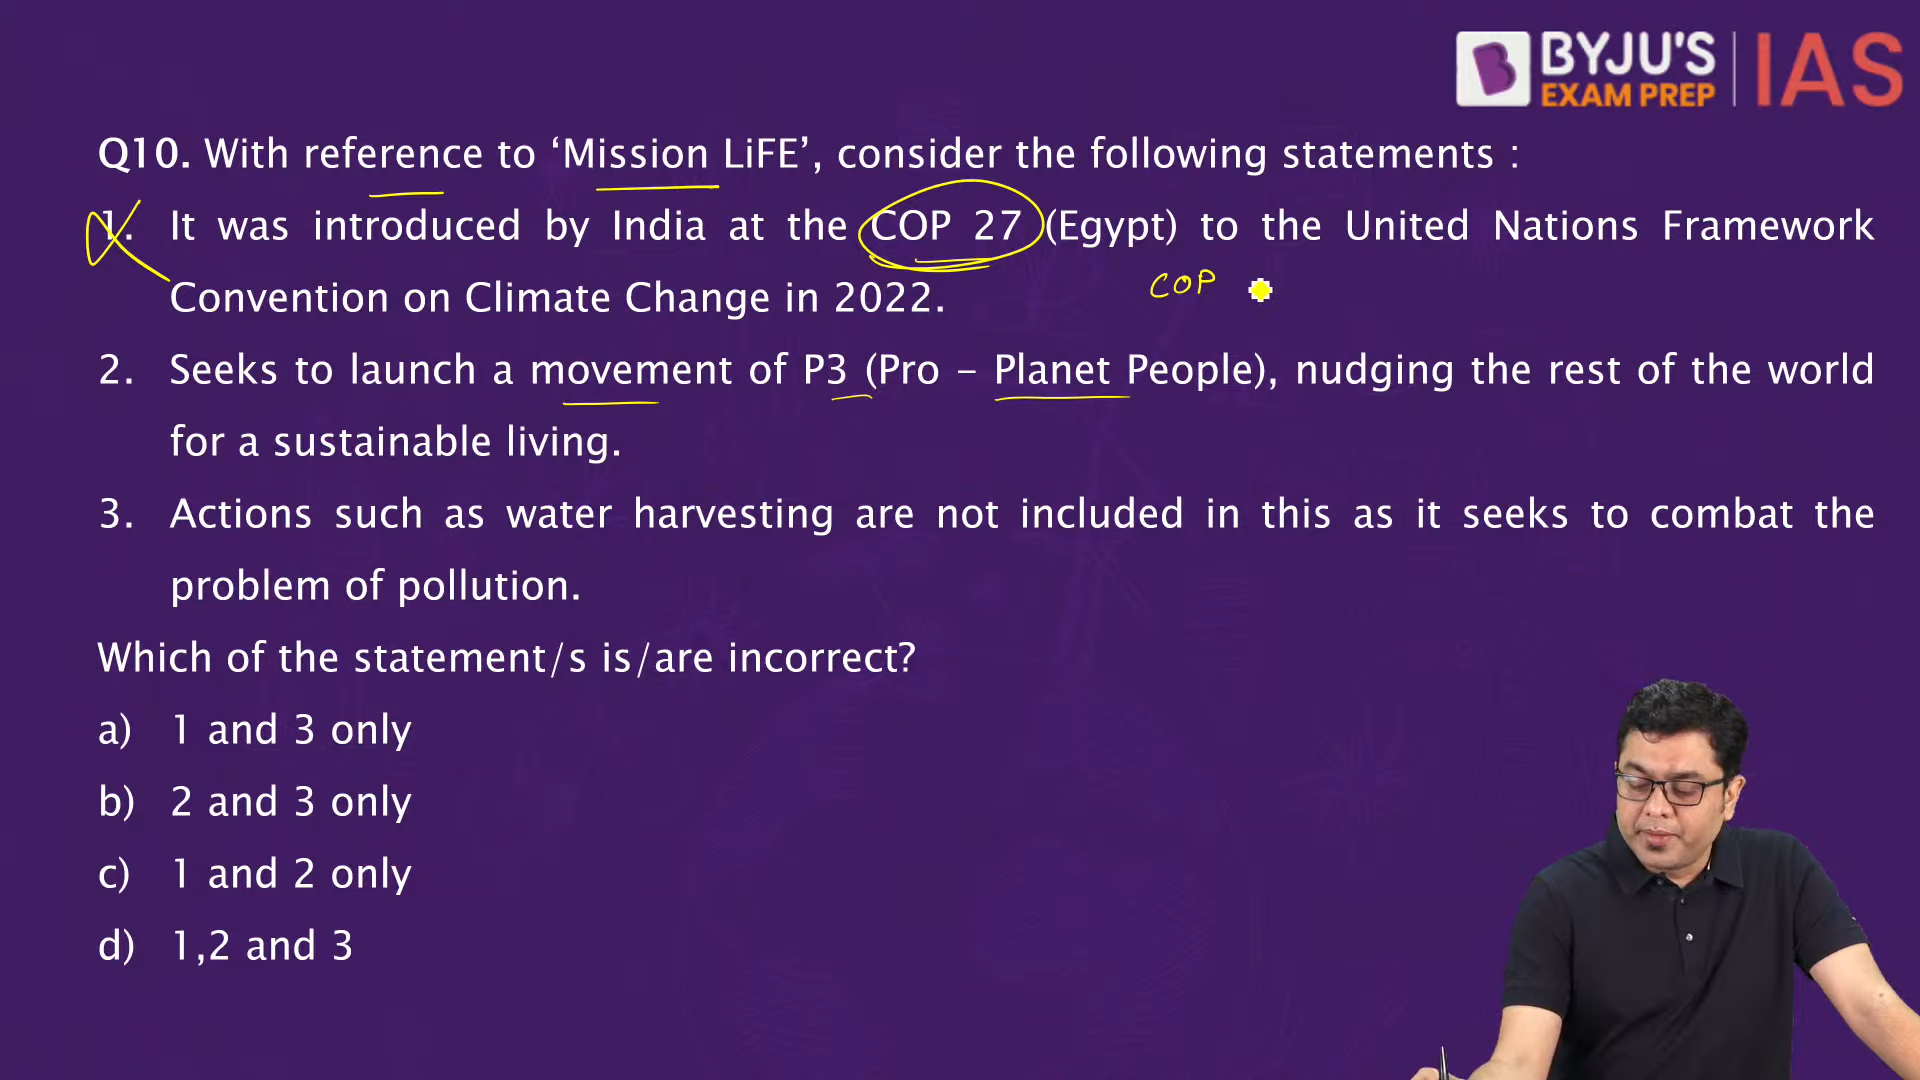 BYJU'S
EXAM PREP
IAS
Q10. With reference to ‘Mission LiFE’, consider the following statements :
1. It was introduced by India at the COP 27 (Egypt) to the United Nations Framework
Convention on Climate Change in 2022.
COP
2. Seeks to launch a movement of P3 (Pro – Planet People), nudging the rest of the world
for a sustainable living.
3. Actions such as water harvesting are not included in this as it seeks to combat the
problem of pollution.
Which of the statement/s is/are incorrect?
a) 1 and 3 only
b) 2 and 3 only
c) 1 and 2 only
d) 1,2 and 3